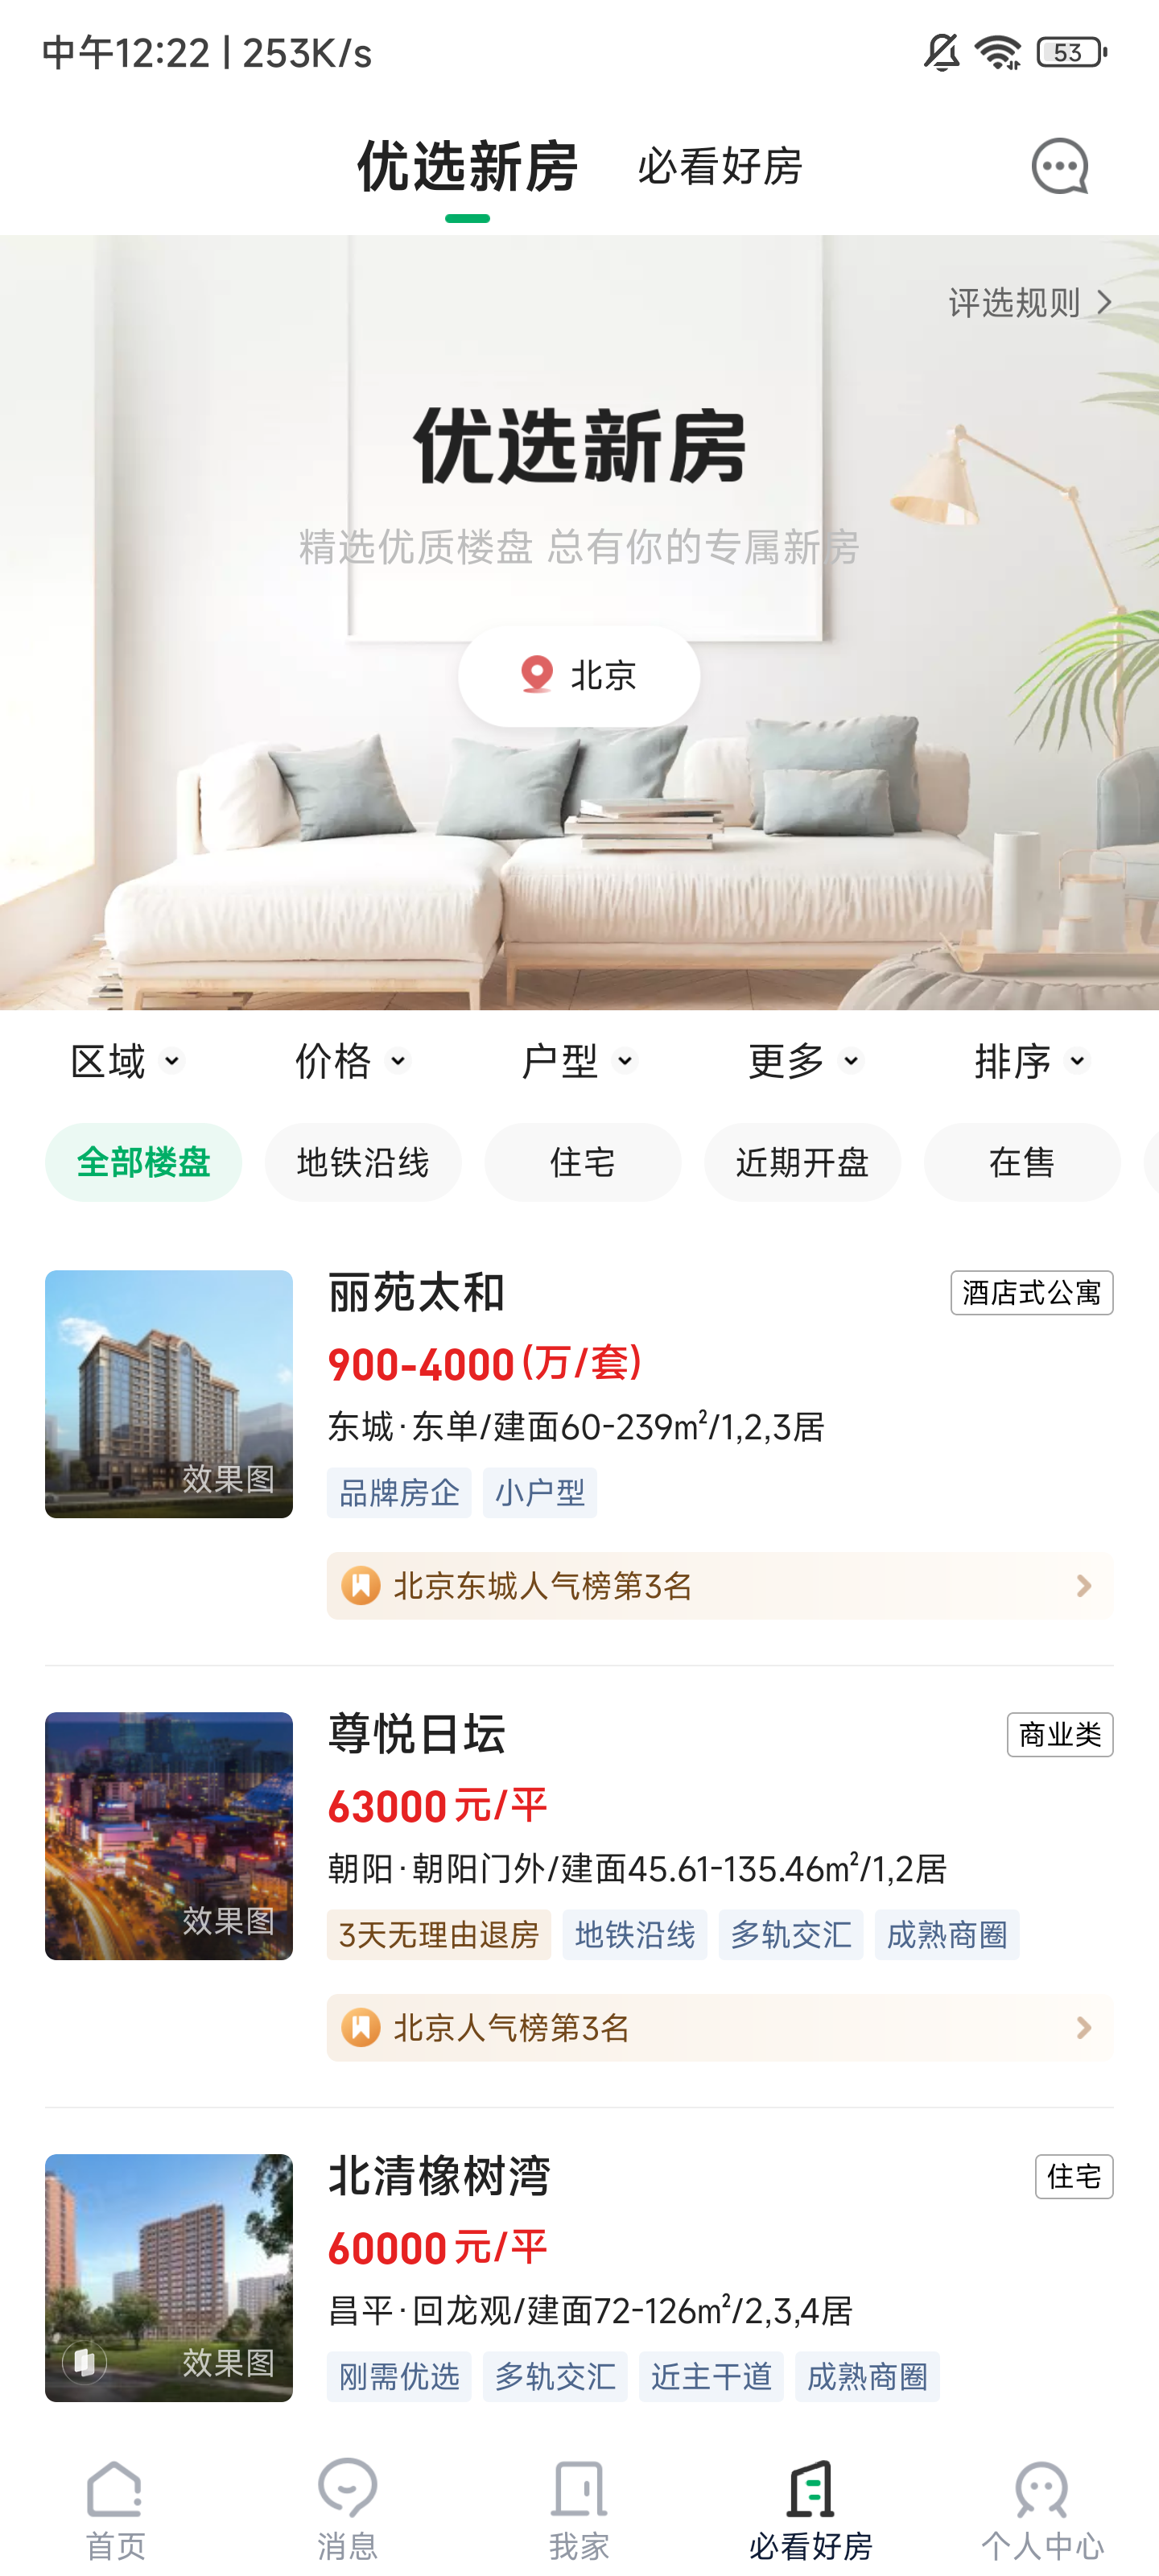 中午12:22 | 253K/s
53
优选新房 必看好房
评选规则
优选新房
精选优质楼盘 总有你的专属新房
北京
区域 价格 户型 更多 排序
全部楼盘 地铁沿线 住宅 近期开盘 在售
丽苑太和 酒店式公寓
900-4000(万/套)
东城·东单/建面60-239m²/1,2,3居
效果图
品牌房企 小户型
北京东城人气榜第3名
尊悦日坛 商业类
63000元/平
朝阳·朝阳门外/建面45.61-135.46m²/1,2居
效果图
3天无理由退房 地铁沿线 多轨交汇 成熟商圈
北京人气榜第3名
北清橡树湾 住宅
60000元/平
昌平·回龙观/建面72-126m²/2,3,4居
效果图
刚需优选 多轨交汇 近主干道 成熟商圈
首页 消息 我家 必看好房 个人中心